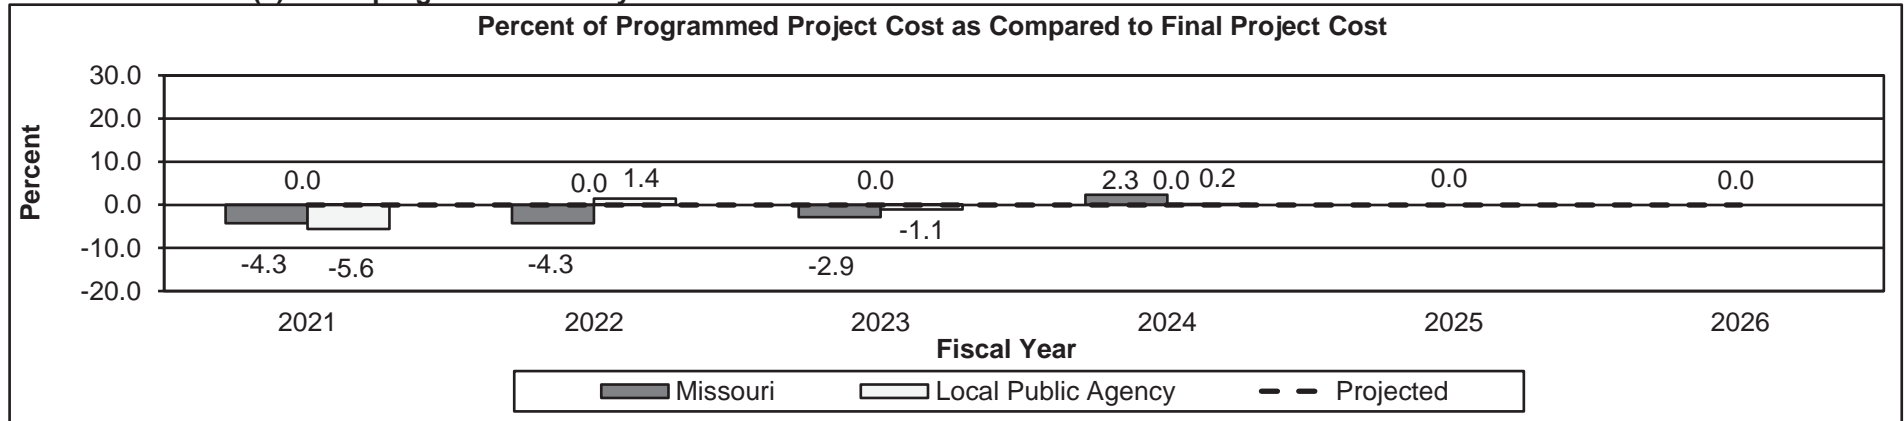 Percent of Programmed Project Cost as Compared to Final Project Cost
30.0
20.0
10.0
0.0
-10.0
-20.0
Percent
0.0
0.0 1.4
0.0
2.3 0.0 0.2
0.0
0.0
-4.3 -5.6
-4.3
-2.9
-1.1
2021 2022 2023 2024 2025 2026
Fiscal Year
Missouri Local Public Agency Projected